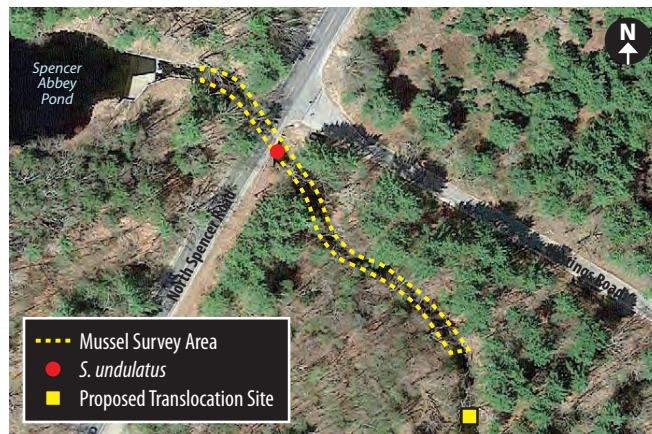 N
Spencer
Abbey
Pond
North Spencer Road
Mussel Survey Area
S. undulatus
Proposed Translocation Site